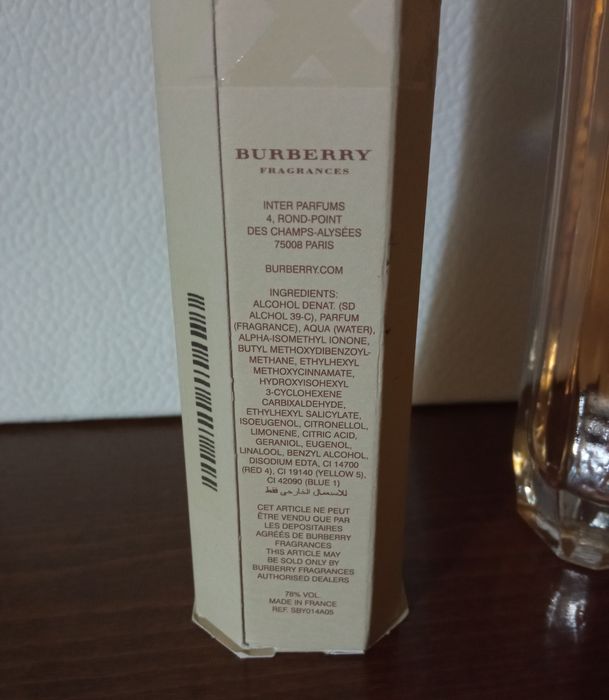 BURBERRY
FRAGRANCES
INTER PARFUMS
4, ROND-POINT
DES CHAMPS-ALYSÉES
75008 PARIS
BURBERRY.COM
INGREDIENTS:
ALCOHOL DENAT. (SD
ALCHOL 39-C), PARFUM
(FRAGRANCE), AQUA (WATER),
ALPHA-ISOMETHYL IONONE,
BUTYL METHOXYDIBENZOYL-
METHANE, ETHYLHEXYL
METHOXYCINNAMATE,
HYDROXYISOHEXYL
3-CYCLOHEXENE
CARBIXALDEHYDE,
ETHYLHEXYL SALICYLATE,
ISOEUGENOL, CITRONELLOL,
LIMONENE, CITRIC ACID,
GERANIOL, EUGENOL,
LINALOOL, BENZYL ALCOHOL,
DISODIUM EDTA, CI 14700
(RED 4), CI 19140 (YELLOW 5),
CI 42090 (BLUE 1)
للاستعمال الخارجي فقط
CET ARTICLE NE PEUT
ÊTRE VENDU QUE PAR
LES DEPOSITAIRES
AGRÉÉS DE BURBERRY
FRAGRANCES
THIS ARTICLE MAY
BE SOLD ONLY BY
BURBERRY FRAGRANCES
AUTHORISED DEALERS
78% VOL.
MADE IN FRANCE
REF. SBY014A05